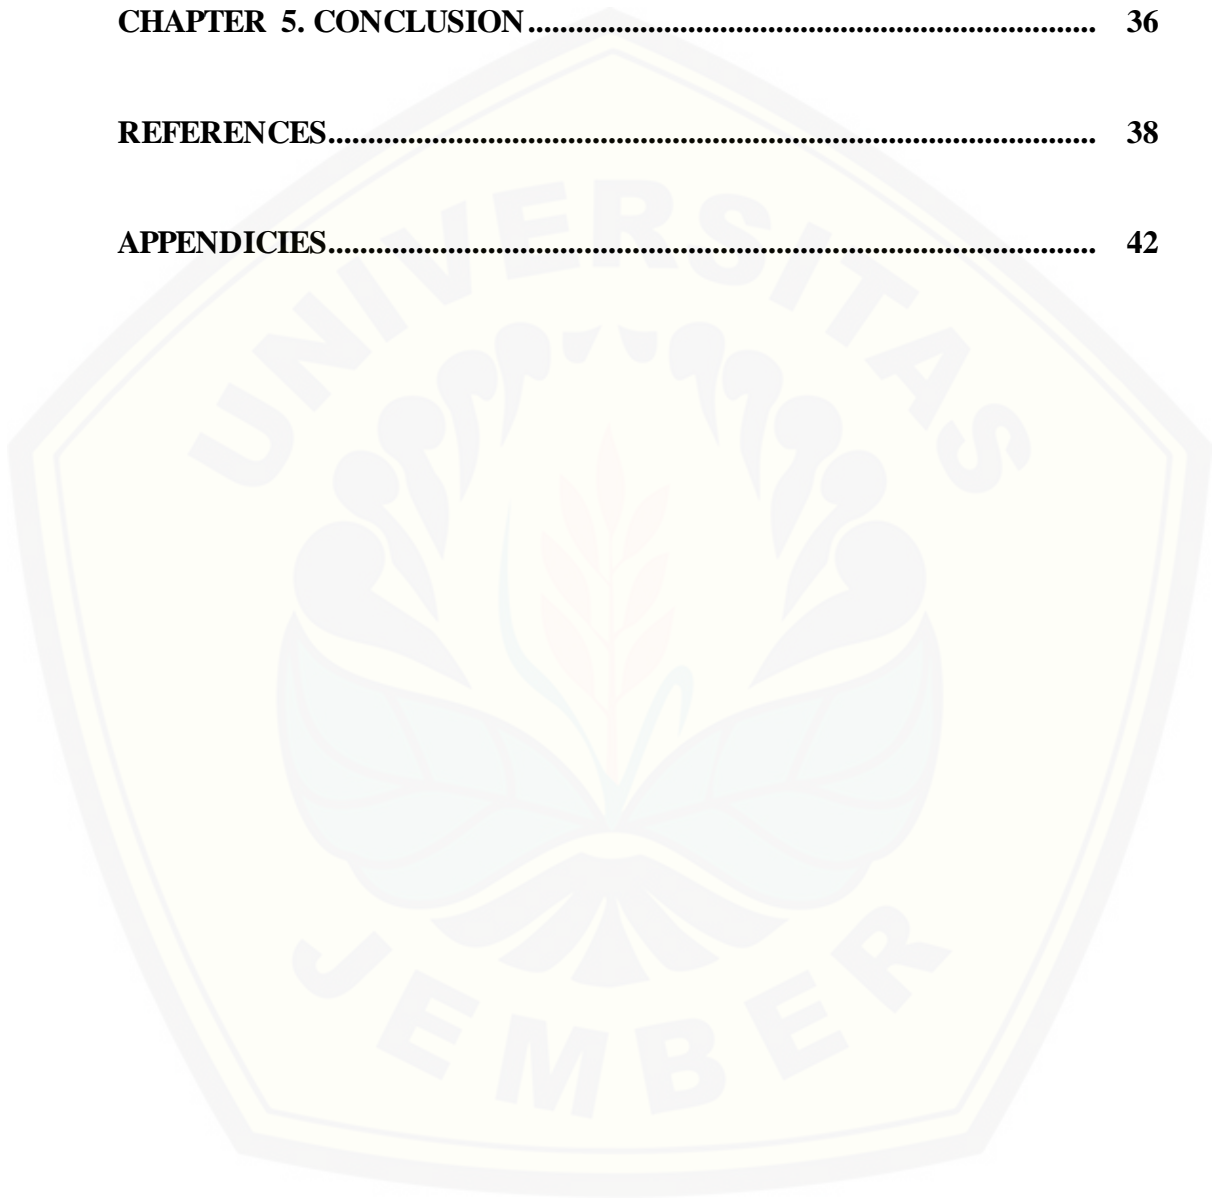 CHAPTER 5. CONCLUSION....................................................................... 36
REFERENCES................................................................................................ 38
APPENDICIES................................................................................................ 42
UNIVERSITAS
JEMBER